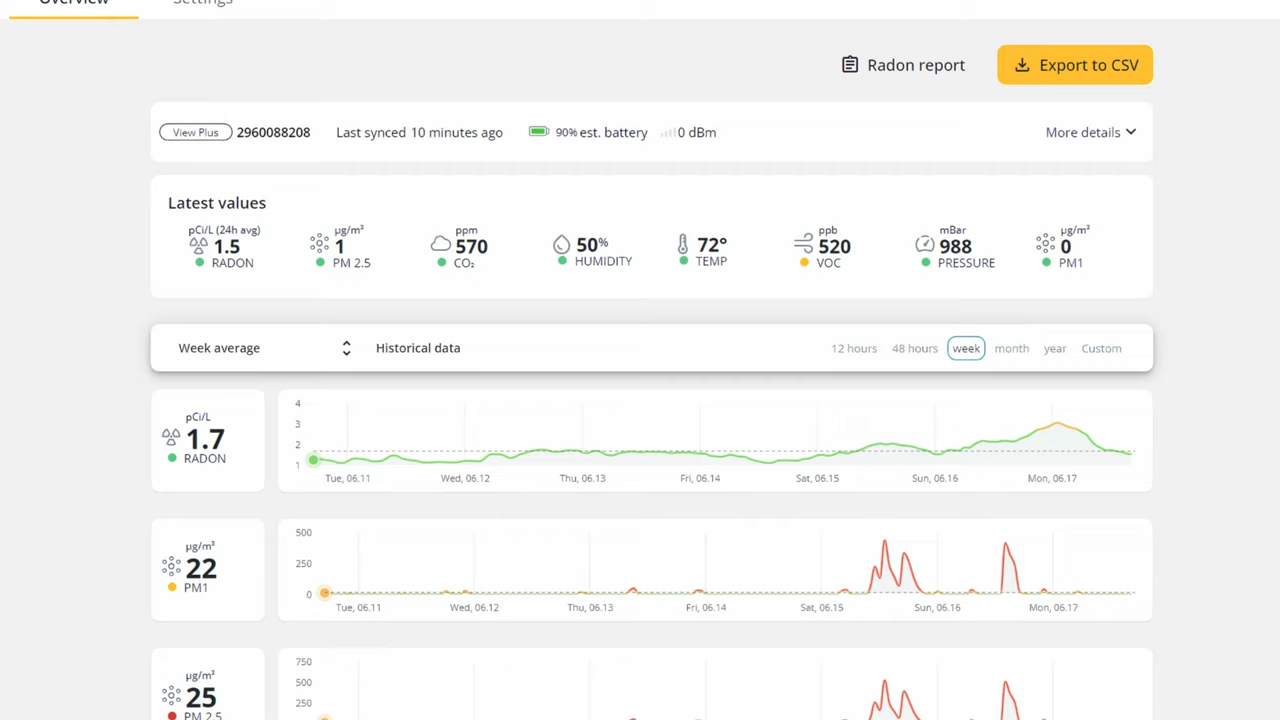 Overview Settings
Radon report Export to CSV
View Plus 2960088208 Last synced 10 minutes ago 90% est. battery 0 dBm More details
Latest values
pCi/L (24h avg) µg/m³ ppm ppb mBar µg/m³
1.5 1 570 50% 72° 520 988 0
RADON PM 2.5 CO₂ HUMIDITY TEMP VOC PRESSURE PM1
Week average Historical data 12 hours 48 hours week month year Custom
pCi/L
1.7
RADON
4
3
2
1
Tue, 06.11 Wed, 06.12 Thu, 06.13 Fri, 06.14 Sat, 06.15 Sun, 06.16 Mon, 06.17
µg/m³
22
PM1
500
250
0
Tue, 06.11 Wed, 06.12 Thu, 06.13 Fri, 06.14 Sat, 06.15 Sun, 06.16 Mon, 06.17
µg/m³
25
PM 2.5
750
500
250